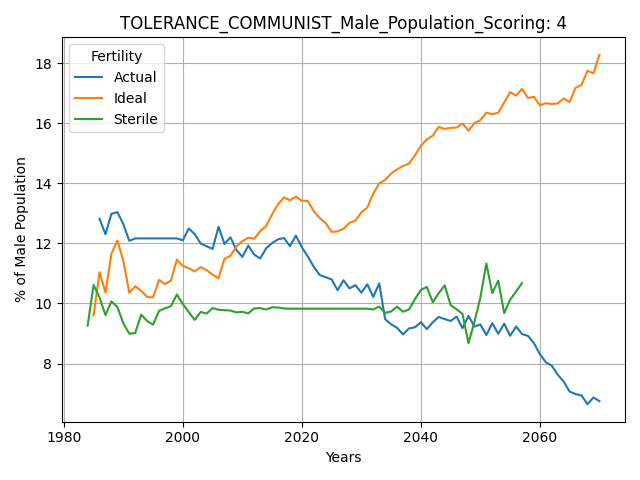 TOLERANCE_COMMUNIST_Male_Population_Scoring: 4
Fertility
Actual
Ideal
Sterile
% of Male Population
18
16
14
12
10
8
1980
2000
2020
2040
2060
Years